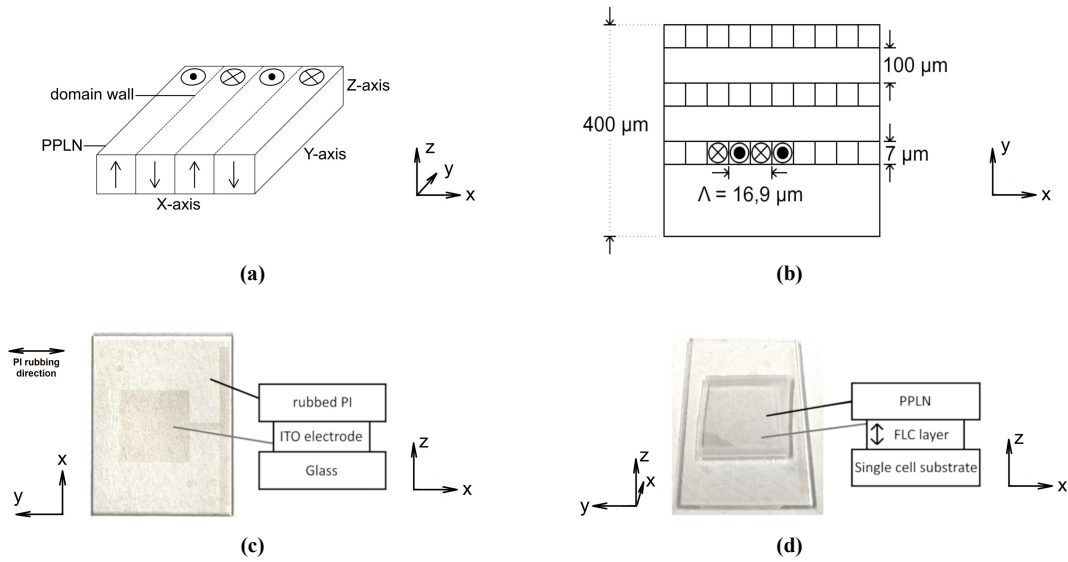 domain wall
PPLN
Z-axis
Y-axis
X-axis
z
y
x
(a)
400 µm
100 µm
7 µm
Λ = 16,9 µm
y
x
(b)
PI rubbing
direction
x
y
rubbed PI
ITO electrode
Glass
z
x
(c)
z
x
y
PPLN
FLC layer
Single cell substrate
z
x
(d)